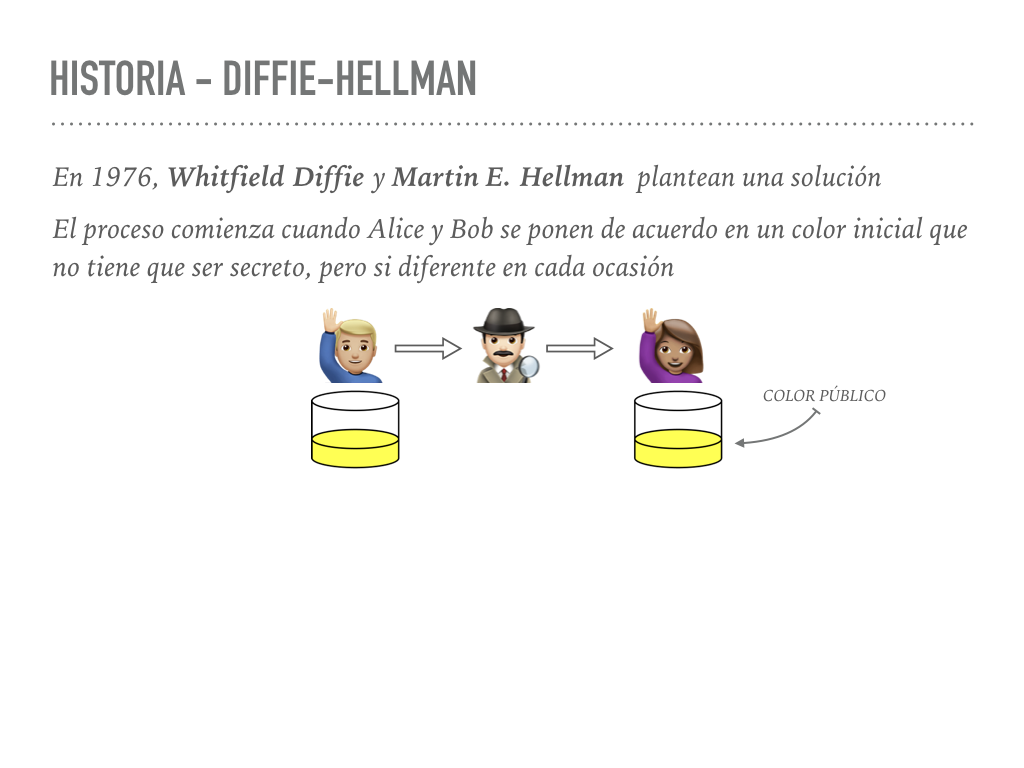 HISTORIA - DIFFIE-HELLMAN
En 1976, Whitfield Diffie y Martin E. Hellman plantean una solución
El proceso comienza cuando Alice y Bob se ponen de acuerdo en un color inicial que
no tiene que ser secreto, pero si diferente en cada ocasión
COLOR PÚBLICO